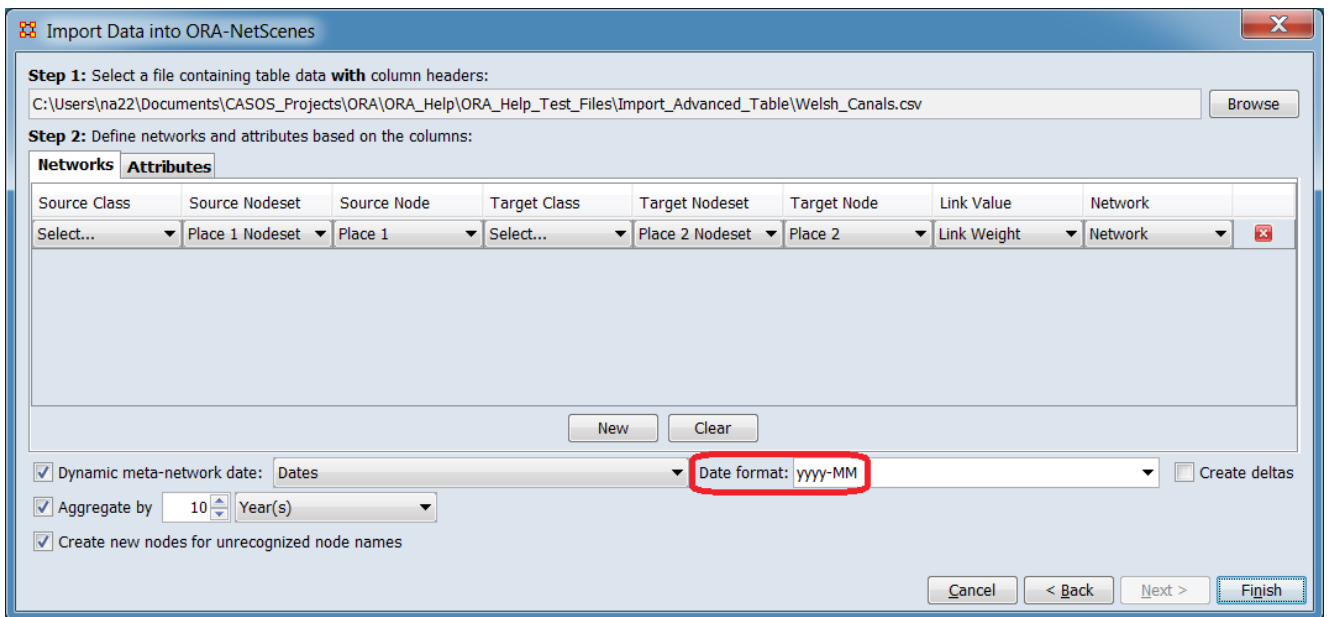 Import Data into ORA-NetScenes
X
Step 1: Select a file containing table data with column headers:
C:\Users\na22\Documents\CASOS_Projects\ORA\ORA_Help\ORA_Help_Test_Files\Import_Advanced_Table\Welsh_Canals.csv Browse
Step 2: Define networks and attributes based on the columns:
Networks Attributes
Source Class Source Nodeset Source Node Target Class Target Nodeset Target Node Link Value Network
Select... Place 1 Nodeset Place 1 Select... Place 2 Nodeset Place 2 Link Weight Network
New Clear
Dynamic meta-network date: Dates Date format: yyyy-MM Create deltas
Aggregate by 10 Year(s)
Create new nodes for unrecognized node names
Cancel < Back Next > Finish